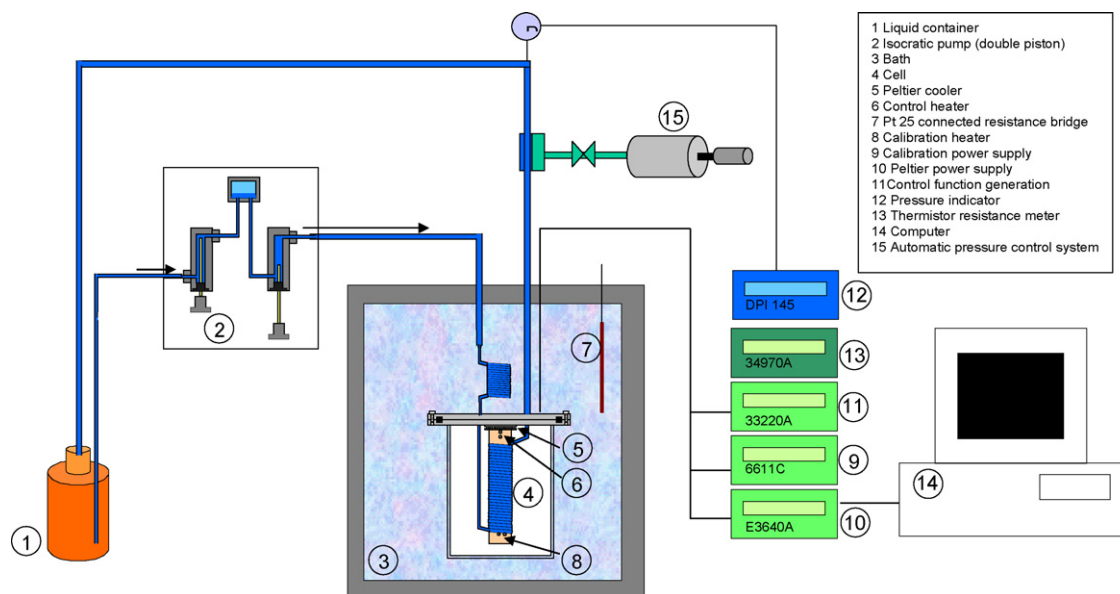 1 Liquid container
2 Isocratic pump (double piston)
3 Bath
4 Cell
5 Peltier cooler
6 Control heater
7 Pt 25 connected resistance bridge
8 Calibration heater
9 Calibration power supply
10 Peltier power supply
11Control function generation
12 Pressure indicator
13 Thermistor resistance meter
14 Computer
15 Automatic pressure control system
15
2
7
DPI 145
12
34970A
13
33220A
11
6611C
9
E3640A
10
14
5
6
4
8
3
1